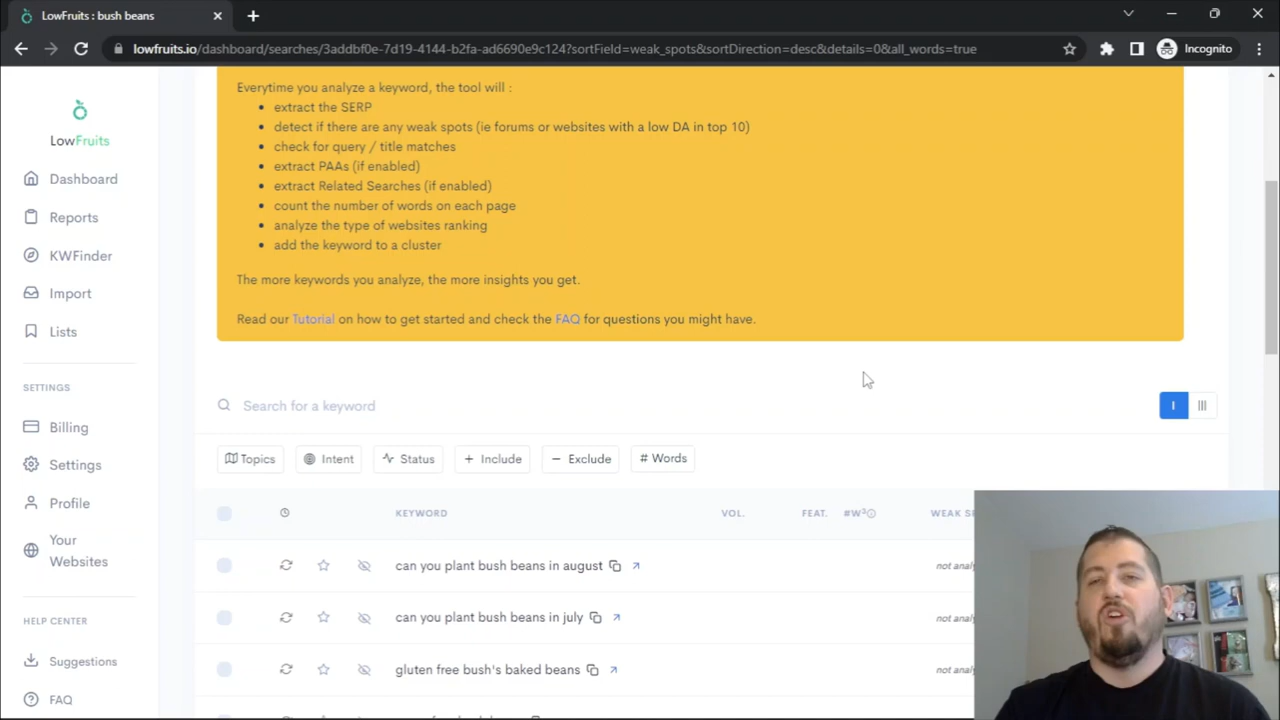 LowFruits : bush beans
lowfruits.io/dashboard/searches/3addbf0e-7d19-4144-b2fa-ad6690e9c124?sortField=weak_spots&sortDirection=desc&details=0&all_words=true
Incognito
LowFruits
Dashboard
Reports
KWFinder
Import
Lists
SETTINGS
Billing
Settings
Profile
Your
Websites
HELP CENTER
Suggestions
FAQ
Everytime you analyze a keyword, the tool will :
• extract the SERP
• detect if there are any weak spots (ie forums or websites with a low DA in top 10)
• check for query / title matches
• extract PAAs (if enabled)
• extract Related Searches (if enabled)
• count the number of words on each page
• analyze the type of websites ranking
• add the keyword to a cluster
The more keywords you analyze, the more insights you get.
Read our Tutorial on how to get started and check the FAQ for questions you might have.
Search for a keyword
Topics Intent Status + Include − Exclude # Words
KEYWORD VOL. FEAT. #W³ WEAK
can you plant bush beans in august not
can you plant bush beans in july not
gluten free bush's baked beans not